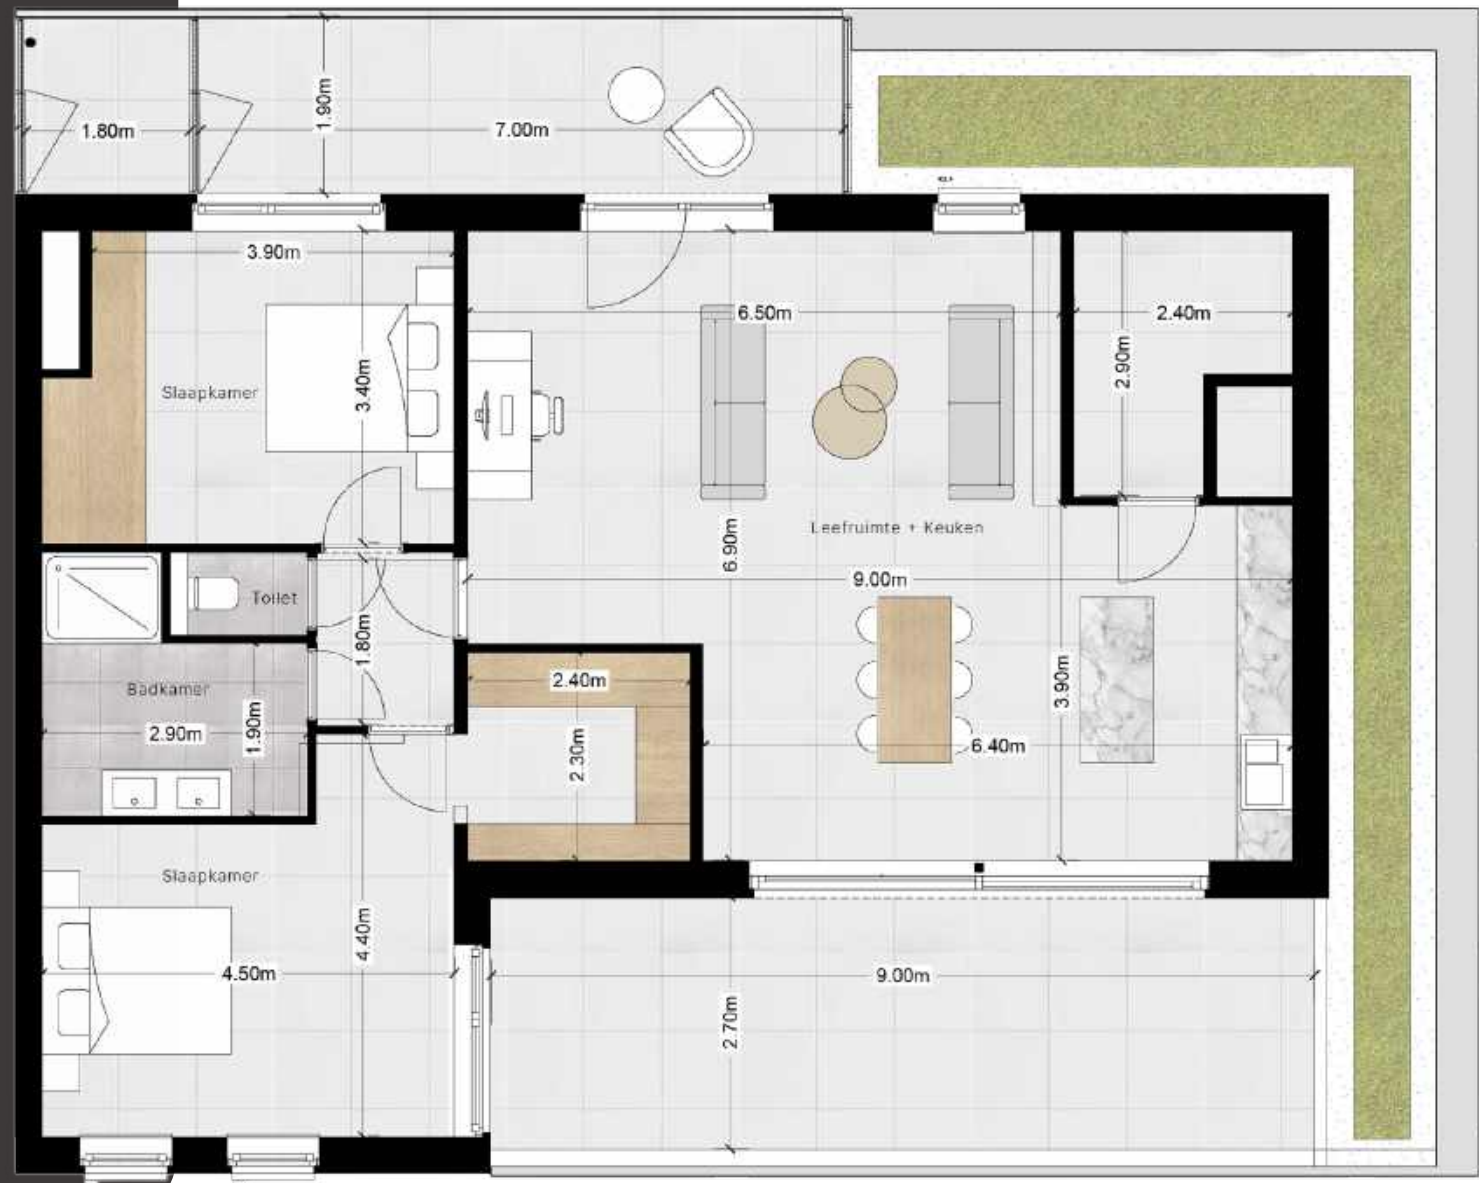 1.90m
1.80m
7.00m
3.90m
6.50m
2.40m
2.90m
3.40m
Slaapkamer
Leefruimte + Keuken
6.90m
9.00m
Toilet
1.80m
Badkamer
2.90m
1.90m
2.40m
2.30m
3.90m
6.40m
Slaapkamer
4.40m
4.50m
9.00m
2.70m